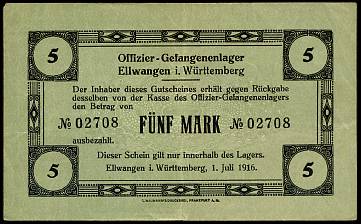 5 5
Offizier-Gefangenenlager
Ellwangen i. Württemberg
Der Inhaber dieses Gutscheines erhält gegen Rückgabe
desselben von der Kasse des Offizier-Gefangenenlagers
den Betrag von
№ 02708 FÜNF MARK № 02708
ausbezahlt.
Dieser Schein gilt nur innerhalb des Lagers.
Ellwangen i. Württemberg, 1. Juli 1916.
5 5
FRANKFURT A. M.